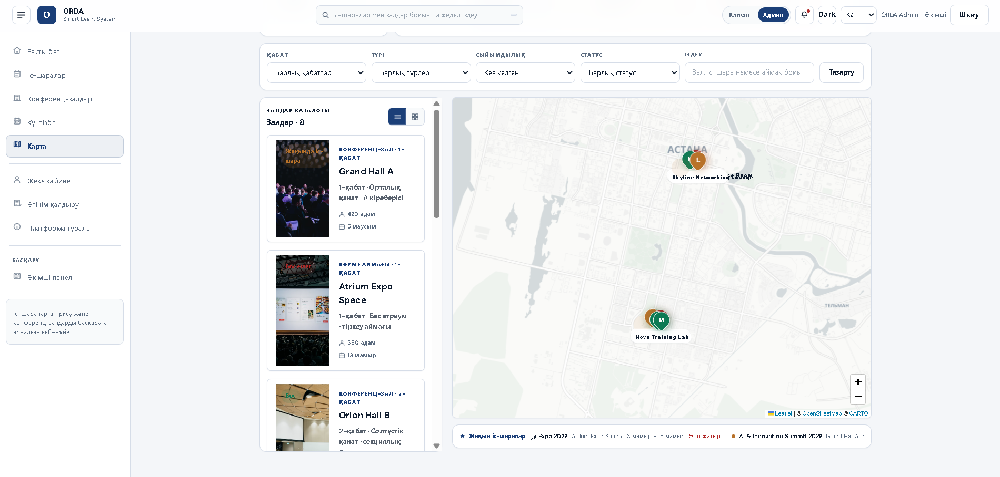 O
ORDA
Smart Event System
Іс-шаралар мен залдар бойынша жедел іздеу
Клиент
Админ
Dark
KZ
ORDA Admin - Әкімші
Шығу
Басты бет
Іс-шаралар
Конференц-залдар
Күнтізбе
Карта
Жеке кабинет
Өтінім қалдыру
Платформа туралы
БАСҚАРУ
Әкімші панелі
Іс-шараларға тіркеу және
конференц-залдарды басқаруға
арналған веб-жүйе.
ҚАБАТ
ТҮРІ
СЫЙЫМДЫЛЫҚ
СТАТУС
ІЗДЕУ
Барлық қабаттар
Барлық түрлер
Кез келген
Барлық статус
Зал, іс-шара немесе аймақ бойь
Тазарту
ЗАЛДАР КАТАЛОГЫ
Залдар · 8
Жақында іс-
шара
КОНФЕРЕНЦ-ЗАЛ · 1-
ҚАБАТ
Grand Hall A
1-қабат · Орталық
қанат · А кіреберісі
420 адам
5 маусым
Бос емес
КӨРМЕ АЙМАҒЫ · 1-
ҚАБАТ
Atrium Expo
Space
1-қабат · Бас атриум
· тіркеу аймағы
650 адам
13 мамыр
Бос
КОНФЕРЕНЦ-ЗАЛ · 2-
ҚАБАТ
Orion Hall B
2-қабат · Солтүстік
қанат · секциялық
АСТАНА
L
ce Room
Skyline Networking Lounge
ТЕЛЬМАН
M
Nova Training Lab
+
−
Leaflet | © OpenStreetMap © CARTO
Жақын іс-шаралар
gy Expo 2026 Atrium Expo Space 13 мамыр - 15 мамыр Өтіп жатыр · AI & Innovation Summit 2026 Grand Hall A 5